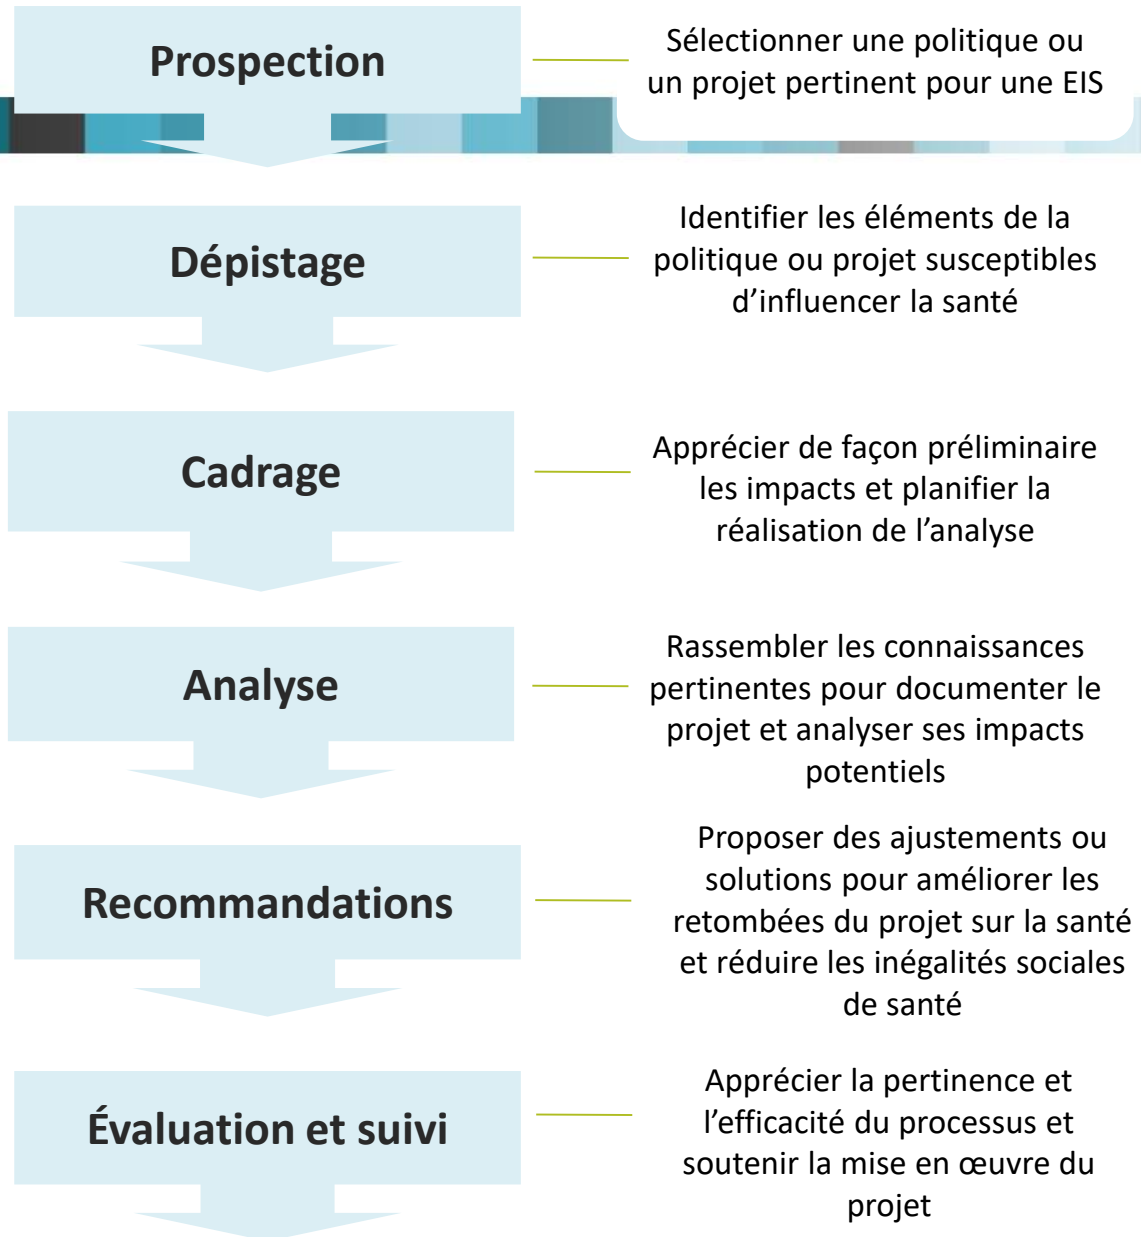 Prospection
Sélectionner une politique ou
un projet pertinent pour une EIS
Dépistage
Identifier les éléments de la
politique ou projet susceptibles
d’influencer la santé
Cadrage
Apprécier de façon préliminaire
les impacts et planifier la
réalisation de l’analyse
Analyse
Rassembler les connaissances
pertinentes pour documenter le
projet et analyser ses impacts
potentiels
Recommandations
Proposer des ajustements ou
solutions pour améliorer les
retombées du projet sur la santé
et réduire les inégalités sociales
de santé
Évaluation et suivi
Apprécier la pertinence et
l’efficacité du processus et
soutenir la mise en œuvre du
projet